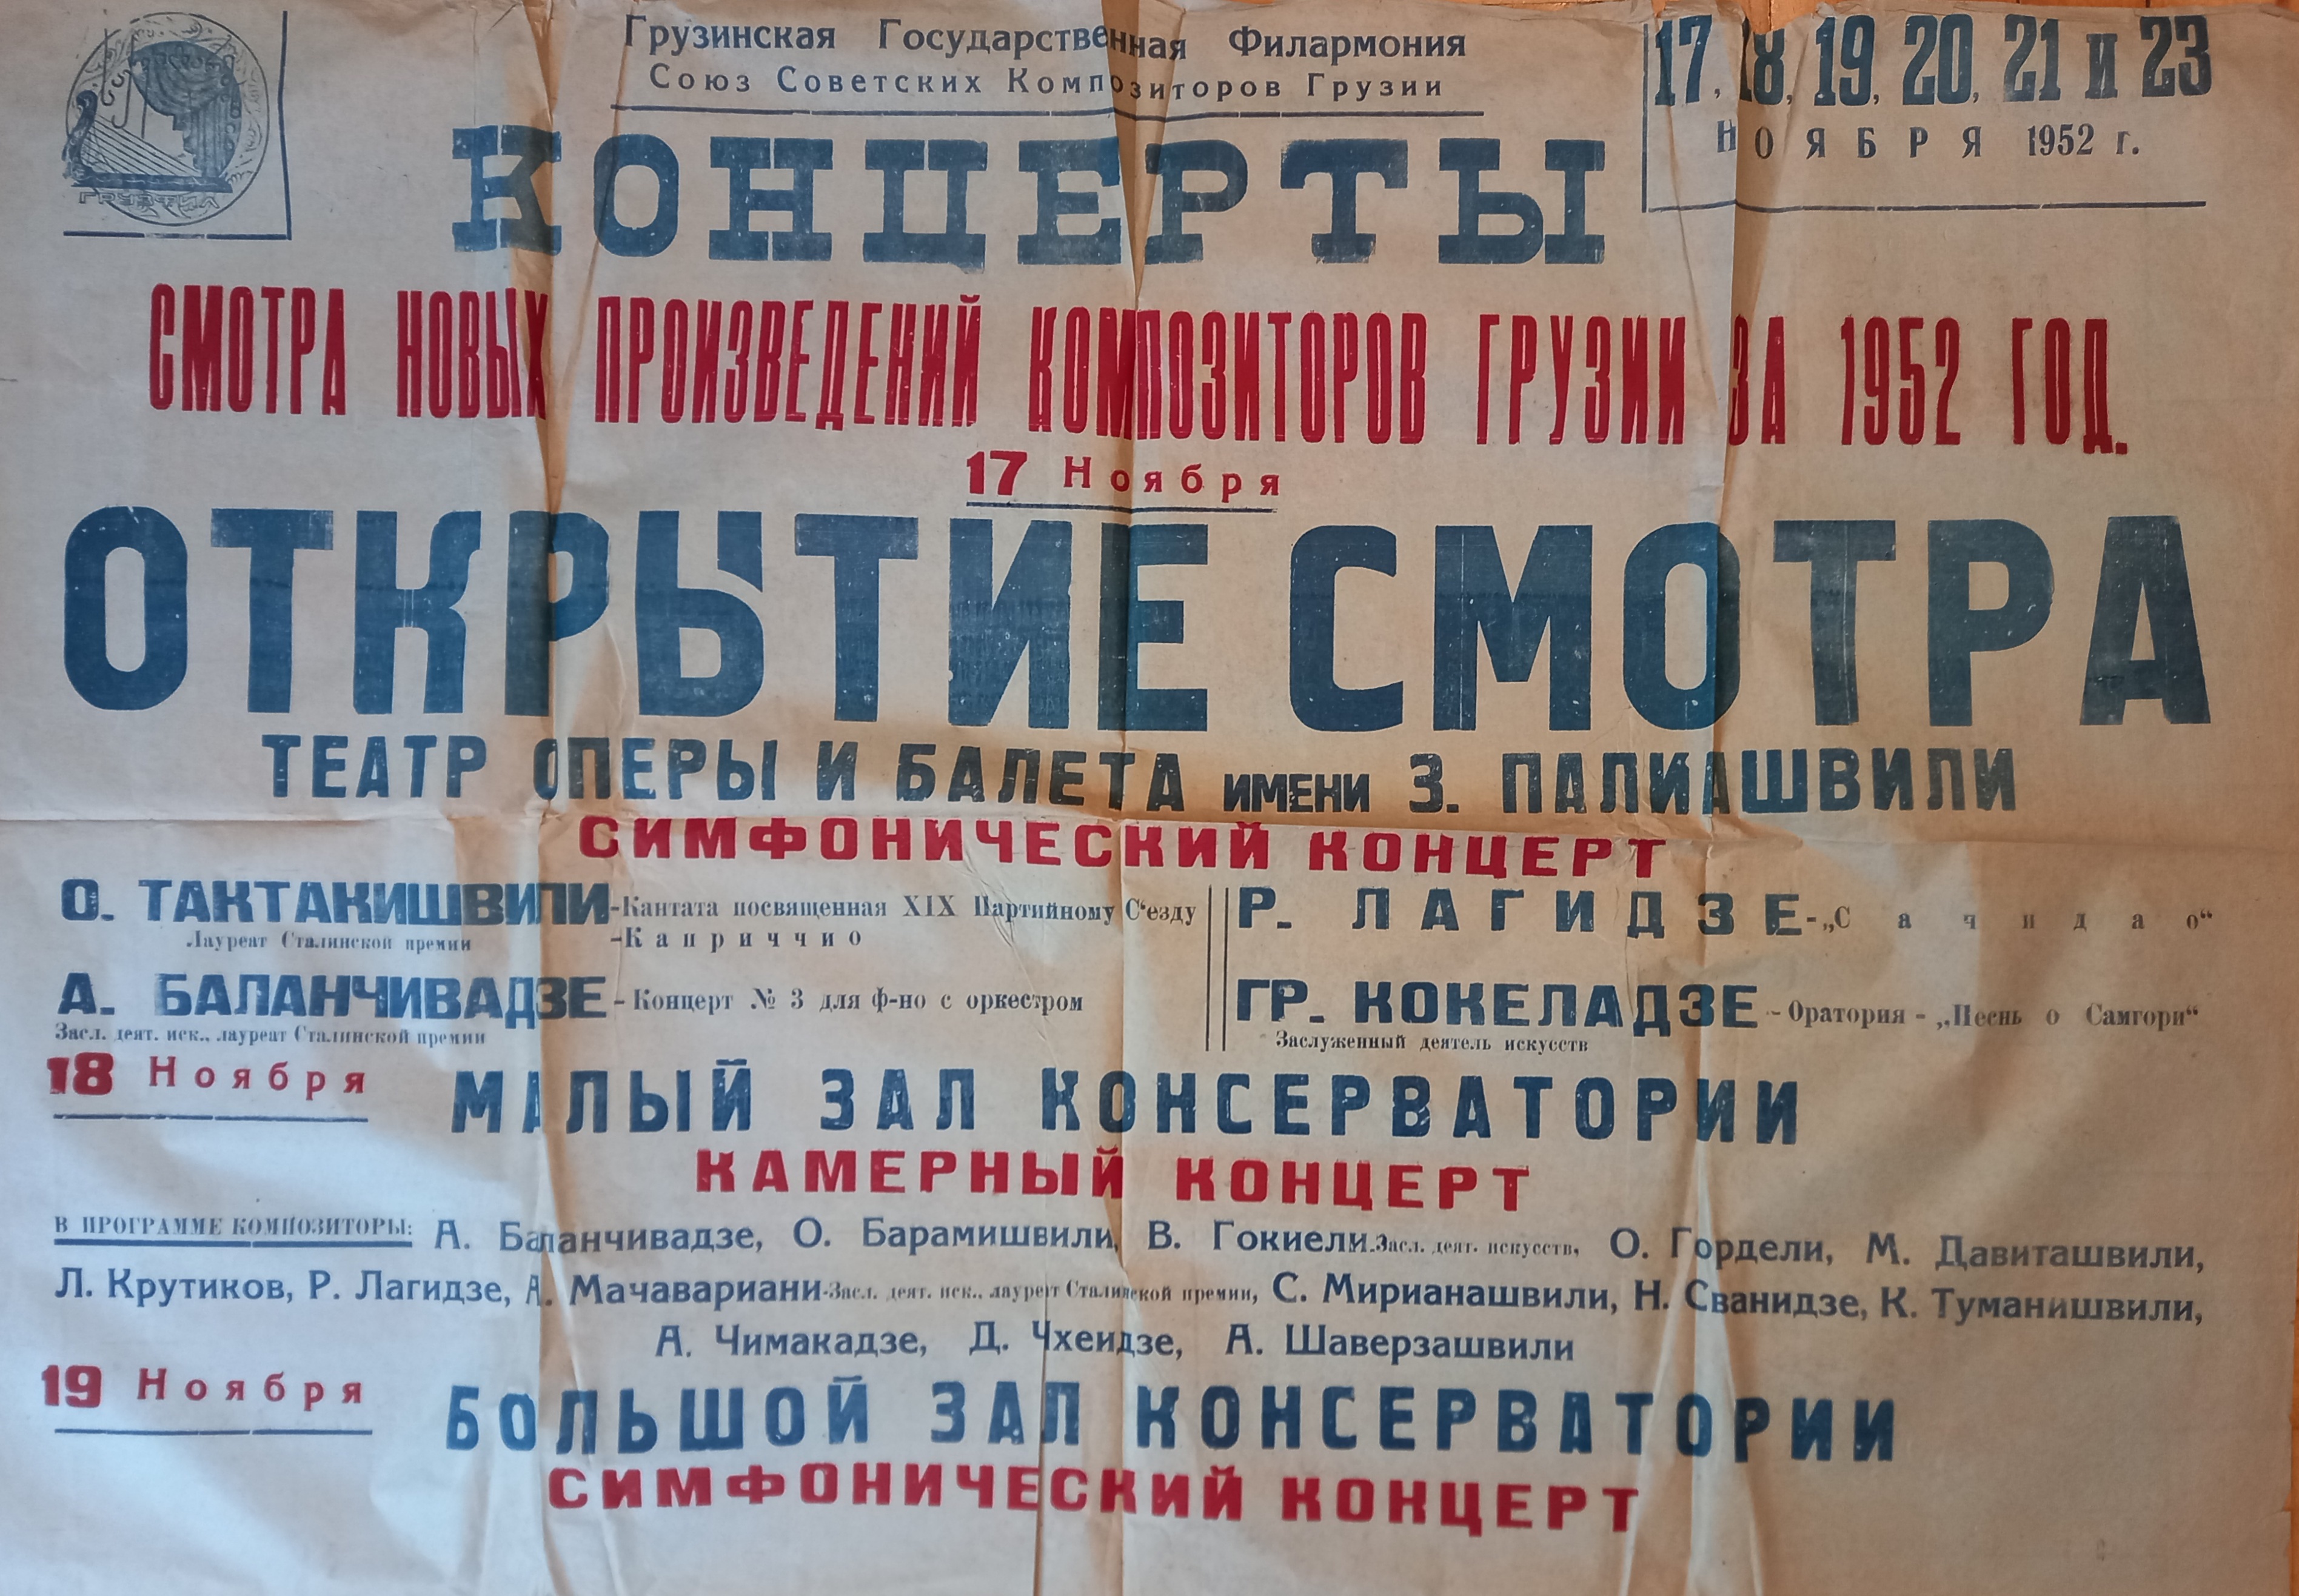 Грузинская Государственная Филармония
Союз Советских Композиторов Грузии
17, 18, 19, 20, 21 и 23
НОЯБРЯ 1952 г.
ГРУЗФИЛ
КОНЦЕРТЫ
СМОТРА НОВЫХ ПРОИЗВЕДЕНИЙ КОМПОЗИТОРОВ ГРУЗИИ ЗА 1952 ГОД.
17 Ноября
ОТКРЫТИЕ СМОТРА
ТЕАТР ОПЕРЫ И БАЛЕТА ИМЕНИ З. ПАЛИАШВИЛИ
СИМФОНИЧЕСКИЙ КОНЦЕРТ
О. ТАКТАКИШВИЛИ-Кантата посвященная XIX Партийному С‘езду
Лауреат Сталинской премии -Каприччио
А. БАЛАНЧИВАДЗЕ - Концерт № 3 для ф-но с оркестром
Засл. деят. иск., лауреат Сталинской премии
Р. ЛАГИДЗЕ-„Сачидао“
ГР. КОКЕЛАДЗЕ - Оратория - „Песнь о Самгори“
Заслуженный деятель искусств
18 Ноября
МАЛЫЙ ЗАЛ КОНСЕРВАТОРИИ
КАМЕРНЫЙ КОНЦЕРТ
В ПРОГРАММЕ КОМПОЗИТОРЫ: А. Баланчивадзе, О. Барамишвили, В. Гокиели-Засл. деят. искусств, О. Гордели, М. Давиташвили,
Л. Крутиков, Р. Лагидзе, А. Мачавариани-Засл. деят. иск., лауреат Сталинской премии, С. Мирианашвили, Н. Сванидзе, К. Туманишвили,
А. Чимакадзе, Д. Чхеидзе, А. Шаверзашвили
19 Ноября
БОЛЬШОЙ ЗАЛ КОНСЕРВАТОРИИ
СИМФОНИЧЕСКИЙ КОНЦЕРТ